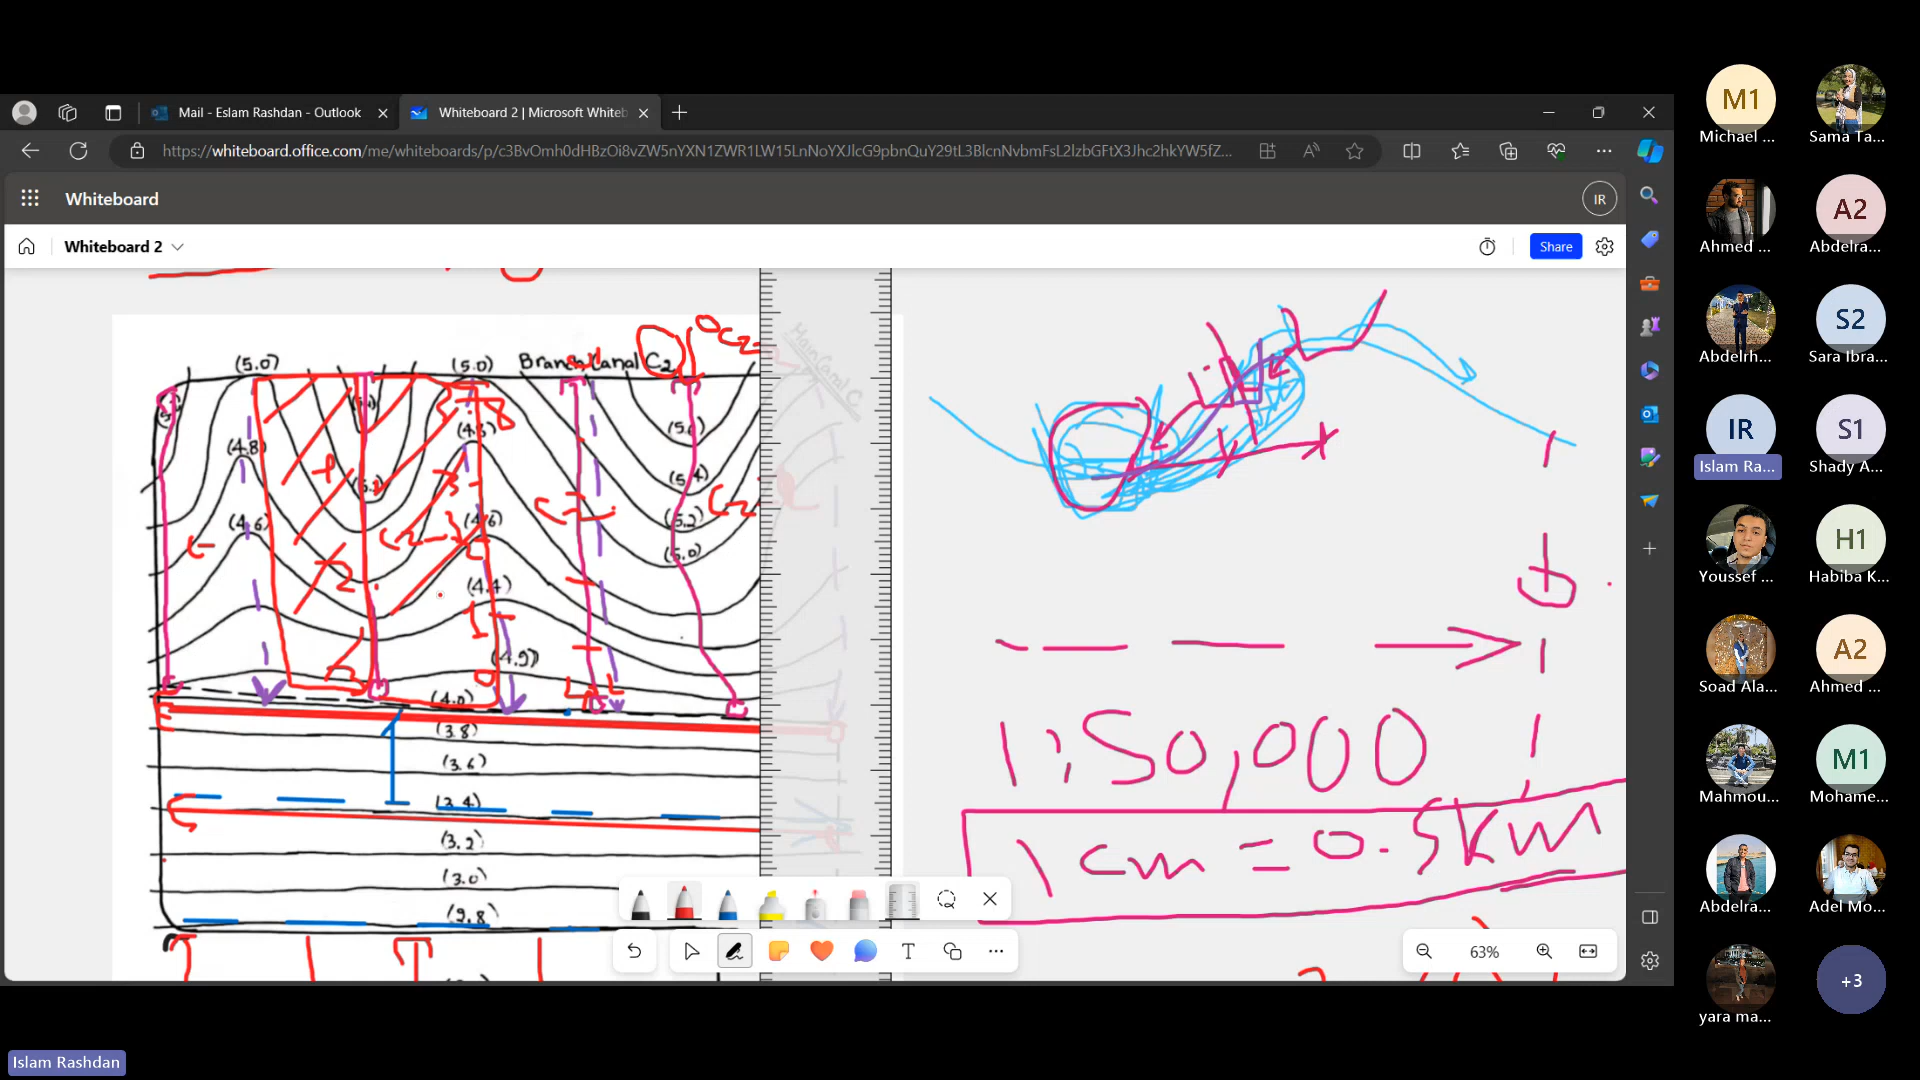 Mail - Eslam Rashdan - Outlook
Whiteboard 2 | Microsoft Whiteb
https://whiteboard.office.com/me/whiteboards/p/c3BvOmh0dHBzOi8vZW5nYXN1ZWR1LW15LnNoYXJlcG9pbnQuY29tL3BlcnNvbmFsL2lzbGFtX3Jhc2hkYW5fZ...
Whiteboard
IR
Whiteboard 2
Share
(5.0)
(5.0)
Branch Canal C2
Main Canal C
(4.8)
(4.6)
(4.6)
(4.4)
(5.4)
(5.2)
(5.0)
(4.0)
(3.8)
(3.6)
(3.4)
(3.2)
(3.0)
1:50,000
1 cm = 0.5 KM
T
63%
M1
Michael ...
Sama Ta...
Ahmed ...
A2
Abdelra...
Abdelrh...
S2
Sara Ibra...
IR
Islam Ra...
S1
Shady A...
Youssef ...
H1
Habiba K...
Soad Ala...
A2
Ahmed ...
Mahmou...
M1
Mohame...
Abdelra...
Adel Mo...
yara ma...
+3
Islam Rashdan